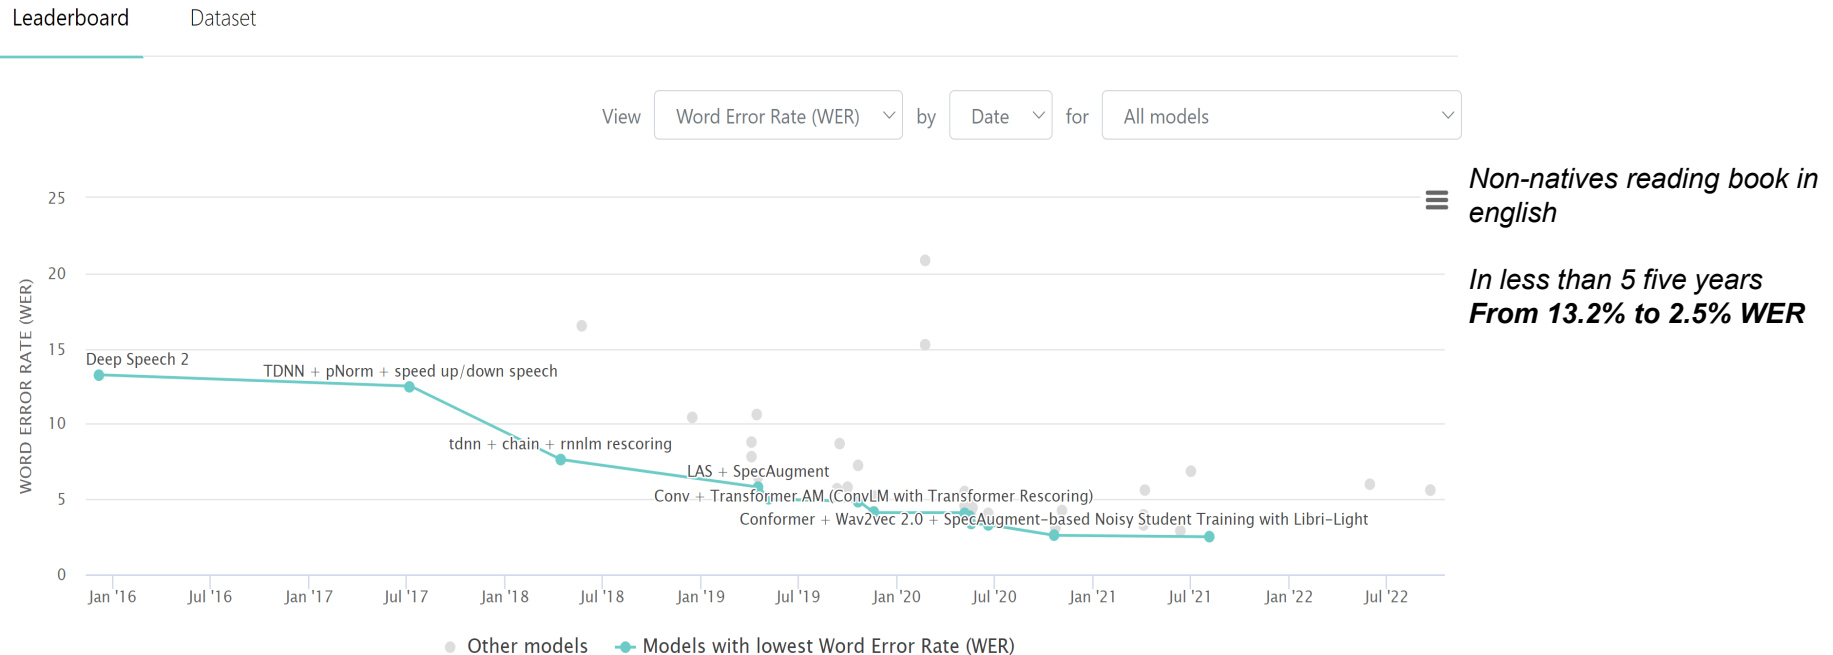 Leaderboard Dataset
View Word Error Rate (WER) by Date for All models
Non-natives reading book in
english
In less than 5 five years
From 13.2% to 2.5% WER
WORD ERROR RATE (WER)
25
20
15
10
5
0
Deep Speech 2
TDNN + pNorm + speed up/down speech
tdnn + chain + rnnlm rescoring
LAS + SpecAugment
Conv + Transformer AM (ConvLM with Transformer Rescoring)
Conformer + Wav2vec 2.0 + SpecAugment-based Noisy Student Training with Libri-Light
Jan '16 Jul '16 Jan '17 Jul '17 Jan '18 Jul '18 Jan '19 Jul '19 Jan '20 Jul '20 Jan '21 Jul '21 Jan '22 Jul '22
Other models Models with lowest Word Error Rate (WER)